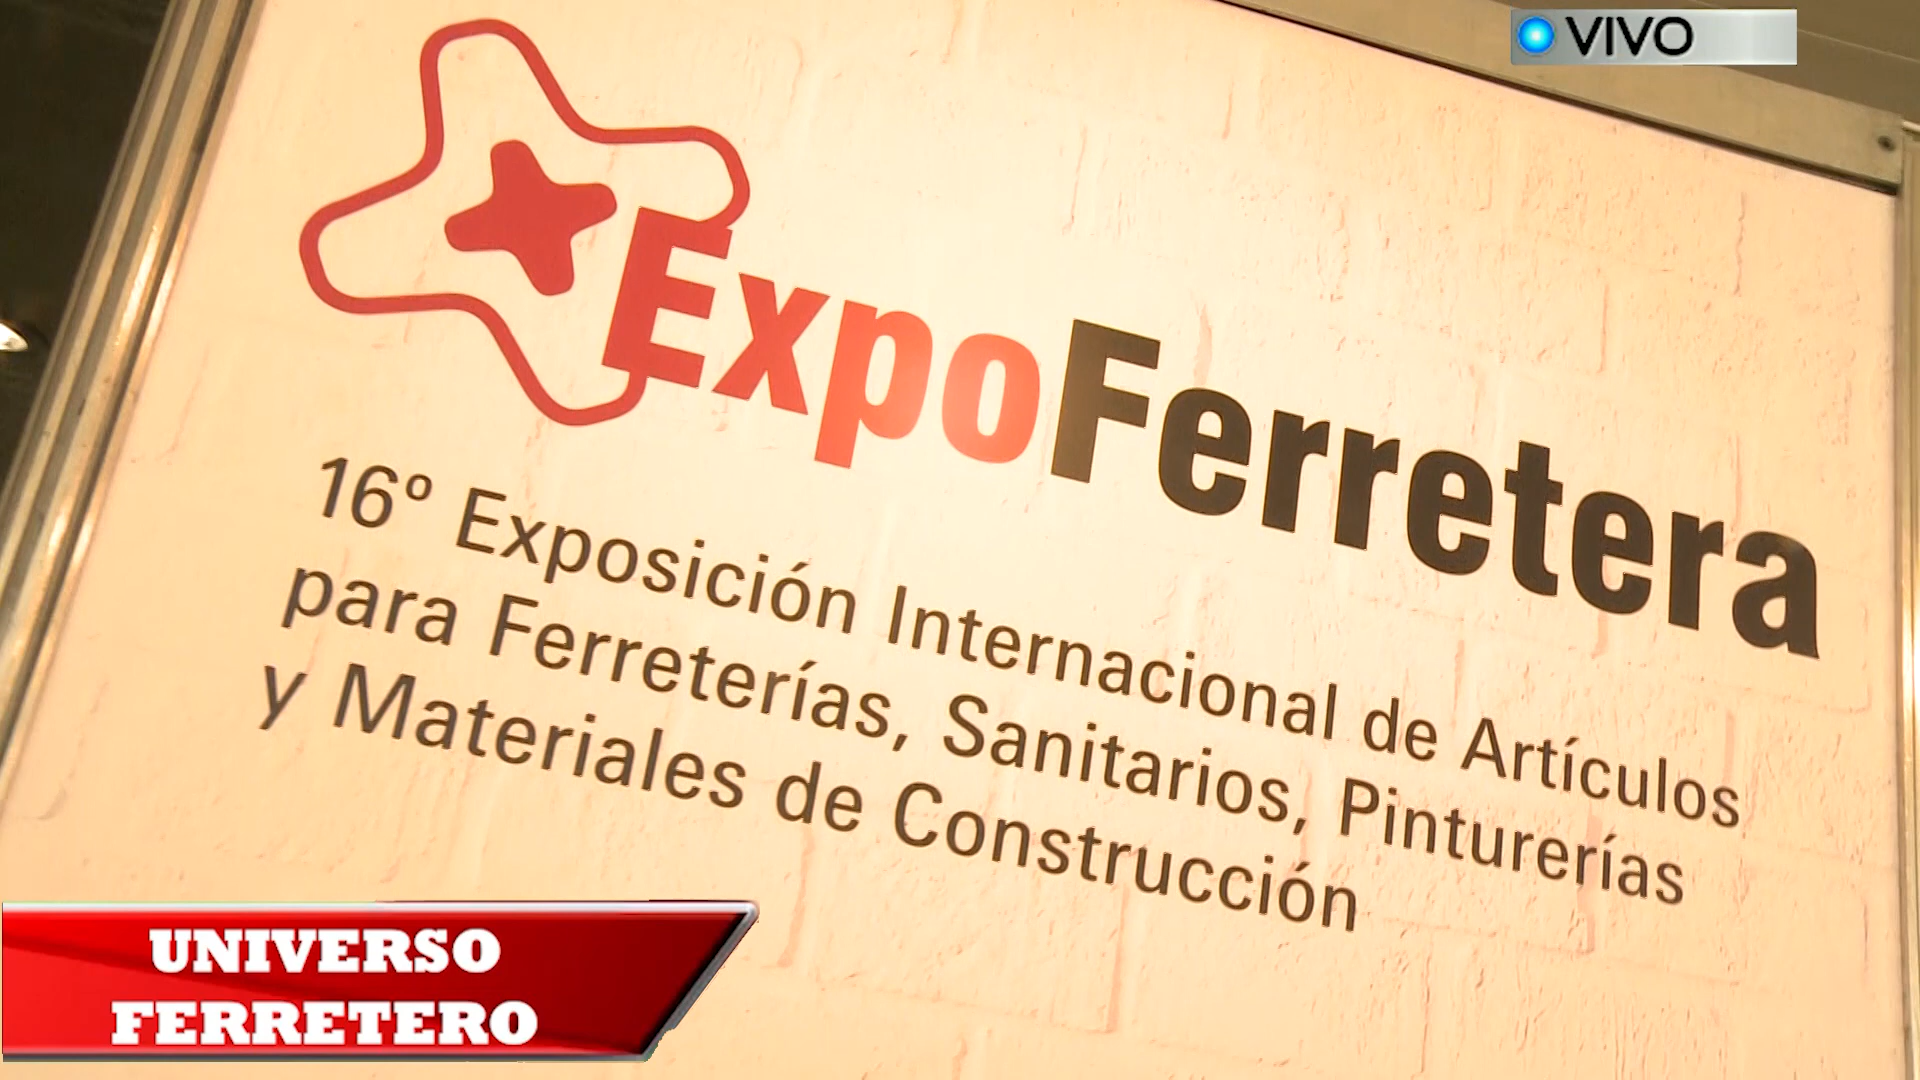 VIVO
ExpoFerretera
16º Exposición Internacional de Artículos
para Ferreterías, Sanitarios, Pinturerías
y Materiales de Construcción
UNIVERSO
FERRETERO